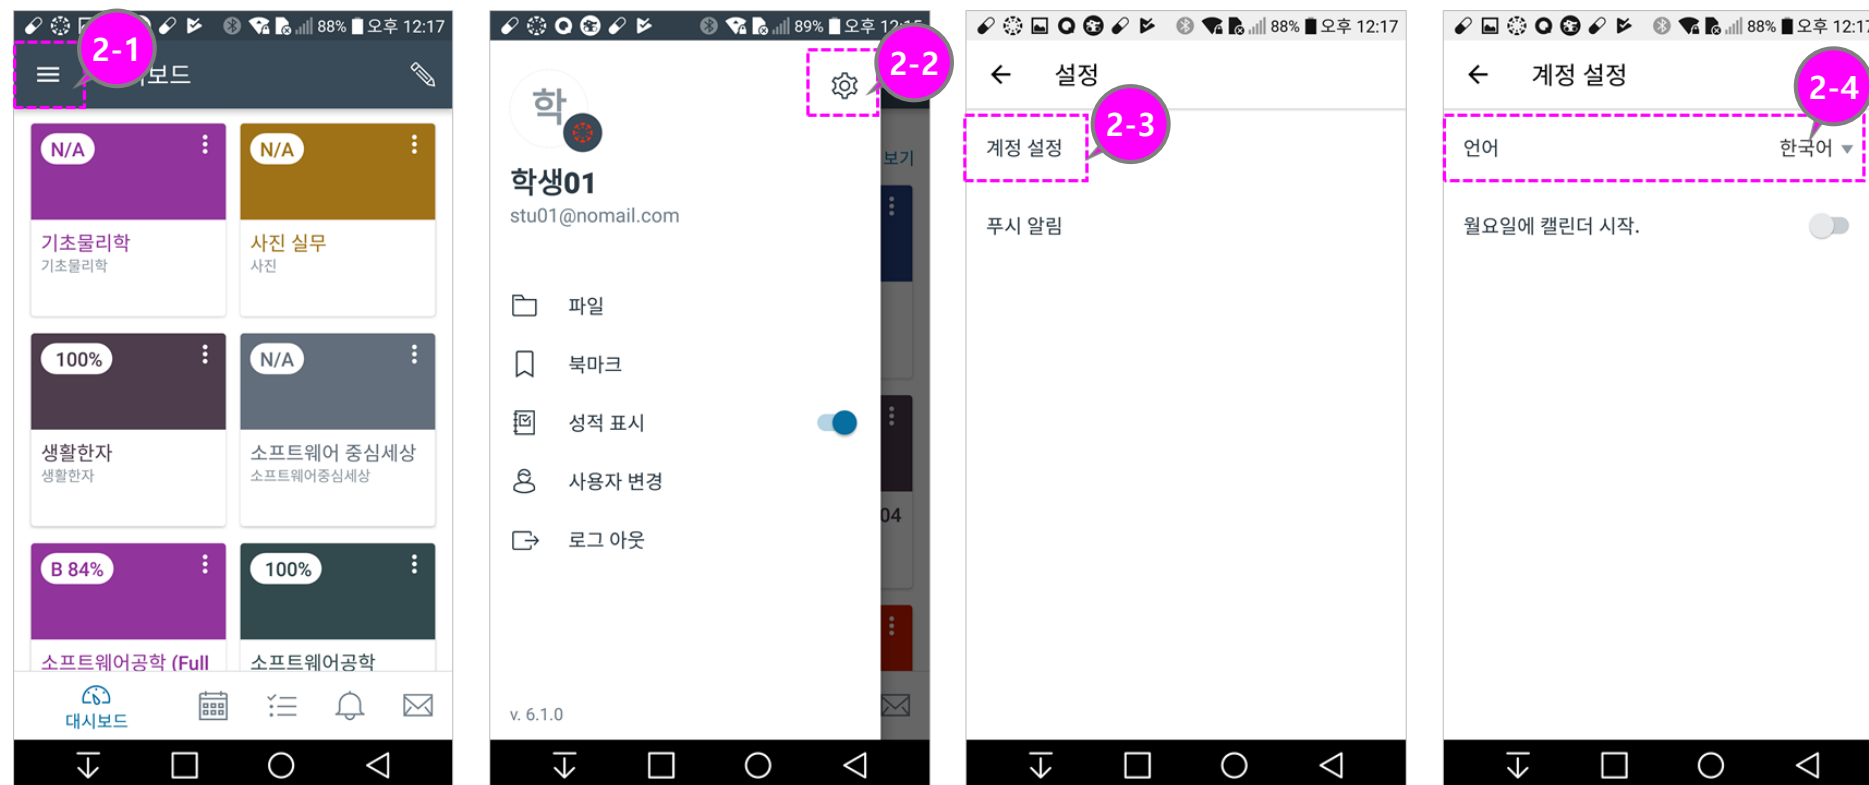 88% 오후 12:17
2-1
보드
N/A
N/A
기초물리학
기초물리학
사진 실무
사진
100%
N/A
생활한자
생활한자
소프트웨어 중심세상
소프트웨어중심세상
B 84%
100%
소프트웨어공학 (Full
소프트웨어공학
대시보드
89% 오후 12:15
2-2
학
보기
학생01
stu01@nomail.com
파일
북마크
성적 표시
사용자 변경
04
로그 아웃
v. 6.1.0
88% 오후 12:17
설정
2-3
계정 설정
푸시 알림
88% 오후 12:17
계정 설정
2-4
언어 한국어
월요일에 캘린더 시작.